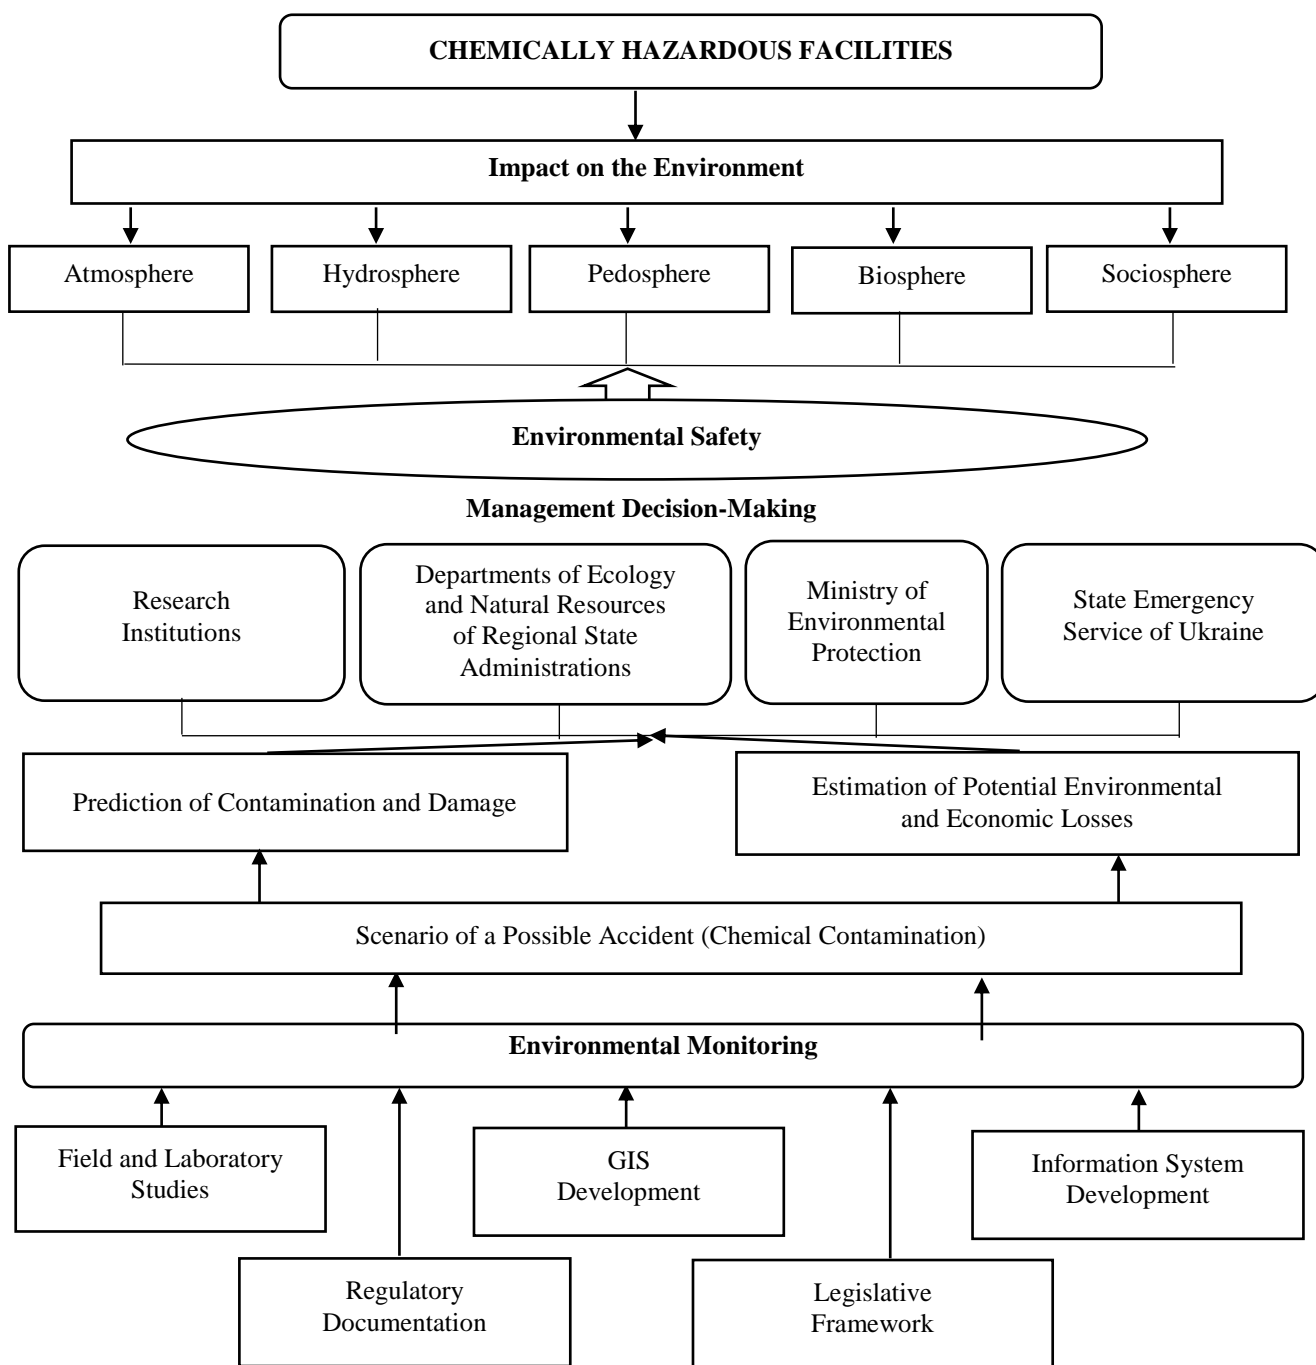 CHEMICALLY HAZARDOUS FACILITIES
Impact on the Environment
Atmosphere
Hydrosphere
Pedosphere
Biosphere
Sociosphere
Environmental Safety
Management Decision-Making
Research
Institutions
Departments of Ecology
and Natural Resources
of Regional State
Administrations
Ministry of
Environmental
Protection
State Emergency
Service of Ukraine
Prediction of Contamination and Damage
Estimation of Potential Environmental
and Economic Losses
Scenario of a Possible Accident (Chemical Contamination)
Environmental Monitoring
Field and Laboratory
Studies
GIS
Development
Information System
Development
Regulatory
Documentation
Legislative
Framework